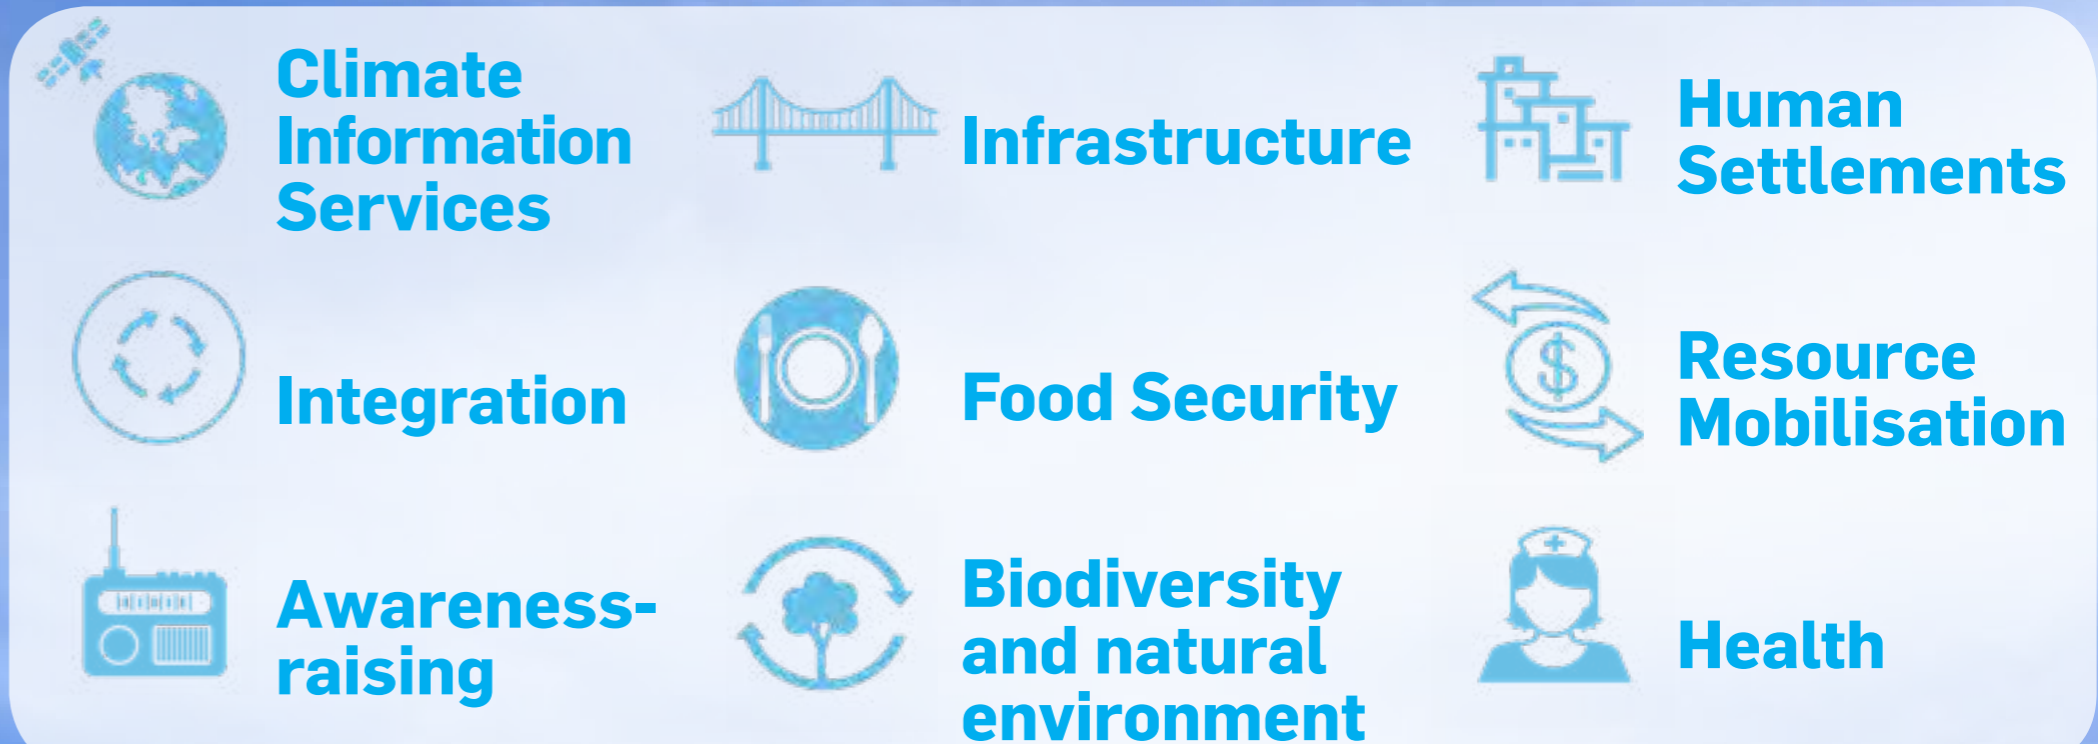 Climate
Information
Services
Infrastructure
Human
Settlements
Integration
Food Security
Resource
Mobilisation
Awareness-
raising
Biodiversity
and natural
environment
Health